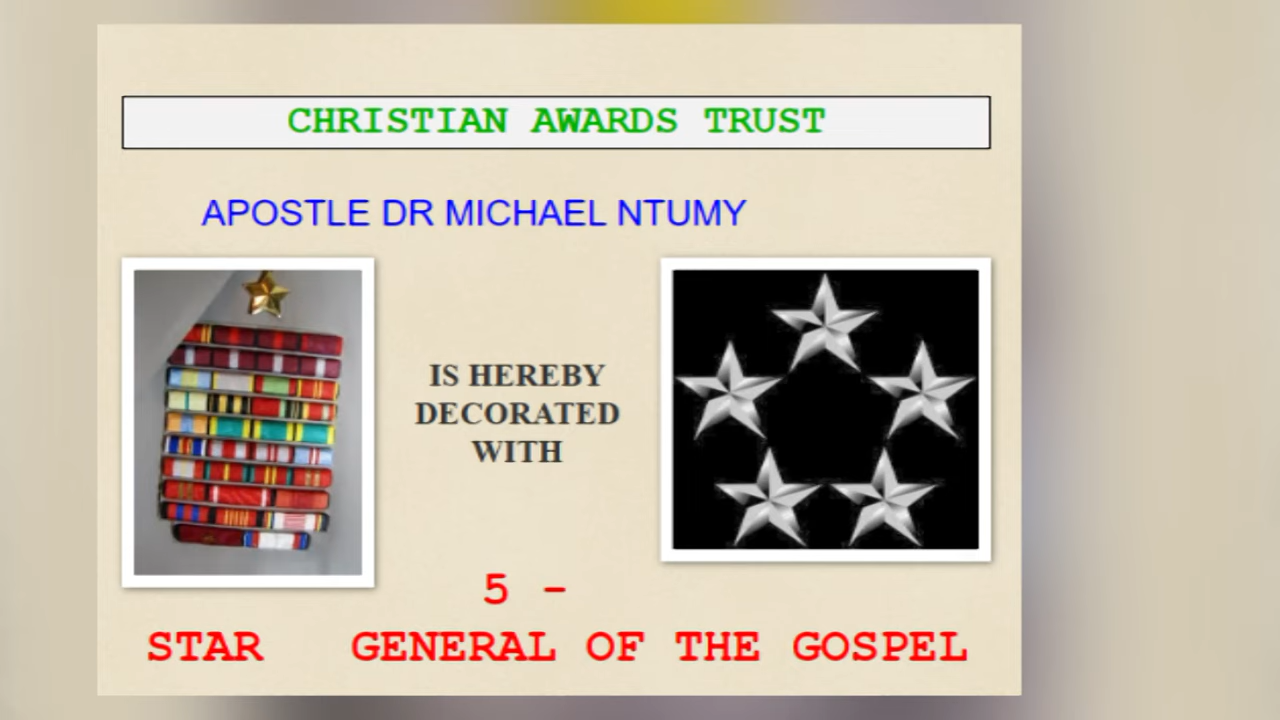 CHRISTIAN AWARDS TRUST
APOSTLE DR MICHAEL NTUMY
IS HEREBY
DECORATED
WITH
5 -
STAR GENERAL OF THE GOSPEL